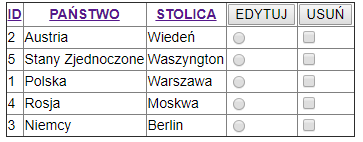 ID PAŃSTWO STOLICA EDYTUJ USUŃ
2 Austria Wiedeń
5 Stany Zjednoczone Waszyngton
1 Polska Warszawa
4 Rosja Moskwa
3 Niemcy Berlin